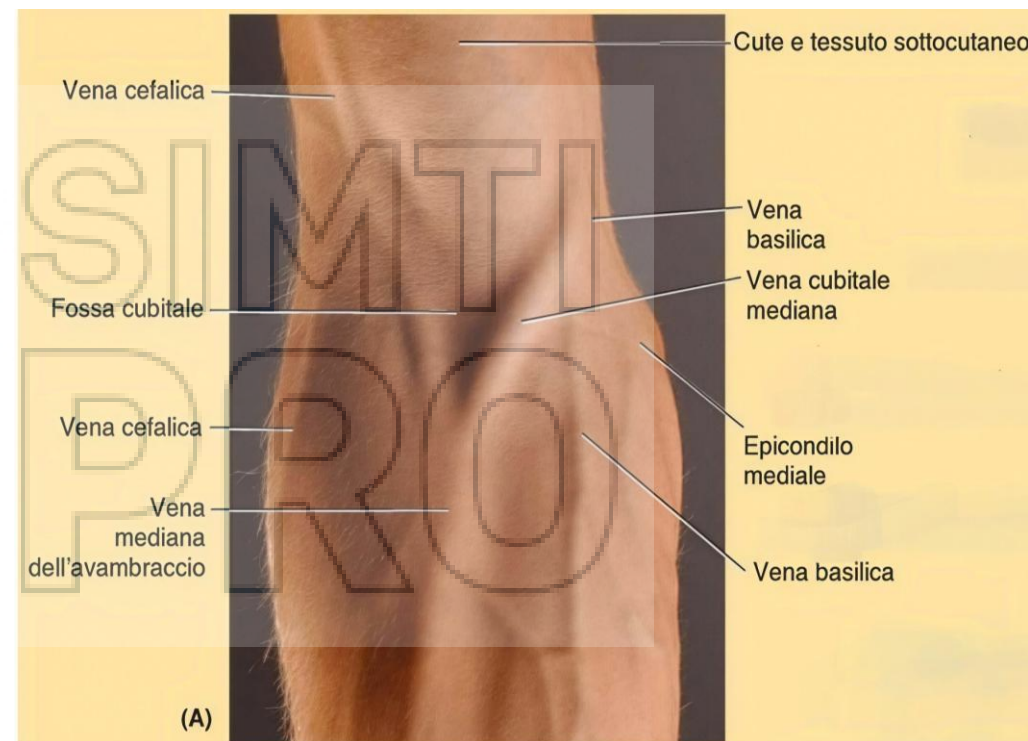 Cute e tessuto sottocutaneo
Vena cefalica
Vena
basilica
Vena cubitale
mediana
Fossa cubitale
Vena cefalica
Epicondilo
mediale
Vena
mediana
dell'avambraccio
Vena basilica
(A)
SIMTI
PRO